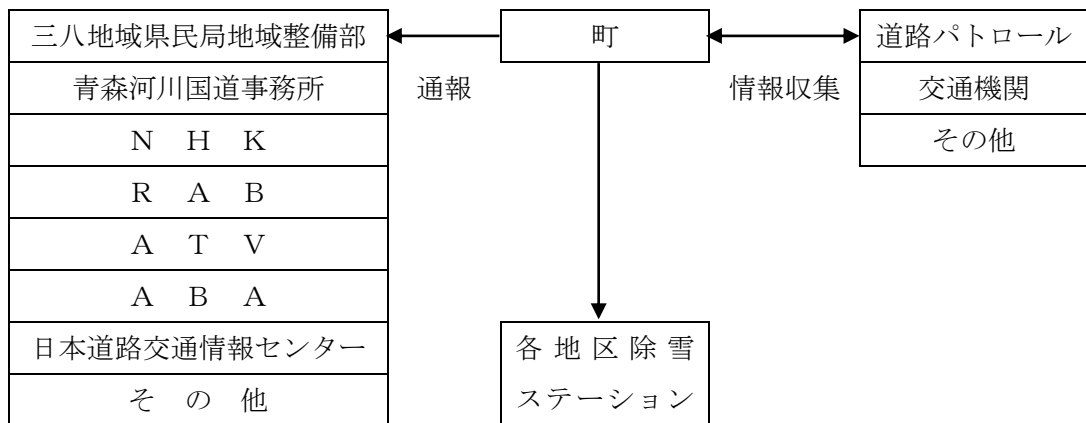 三八地域県民局地域整備部
青森河川国道事務所
Ｎ Ｈ Ｋ
Ｒ Ａ Ｂ
Ａ Ｔ Ｖ
Ａ Ｂ Ａ
日本道路交通情報センター
そ の 他
通報
町
各 地 区 除 雪
ステーション
情報収集
道路パトロール
交通機関
その他